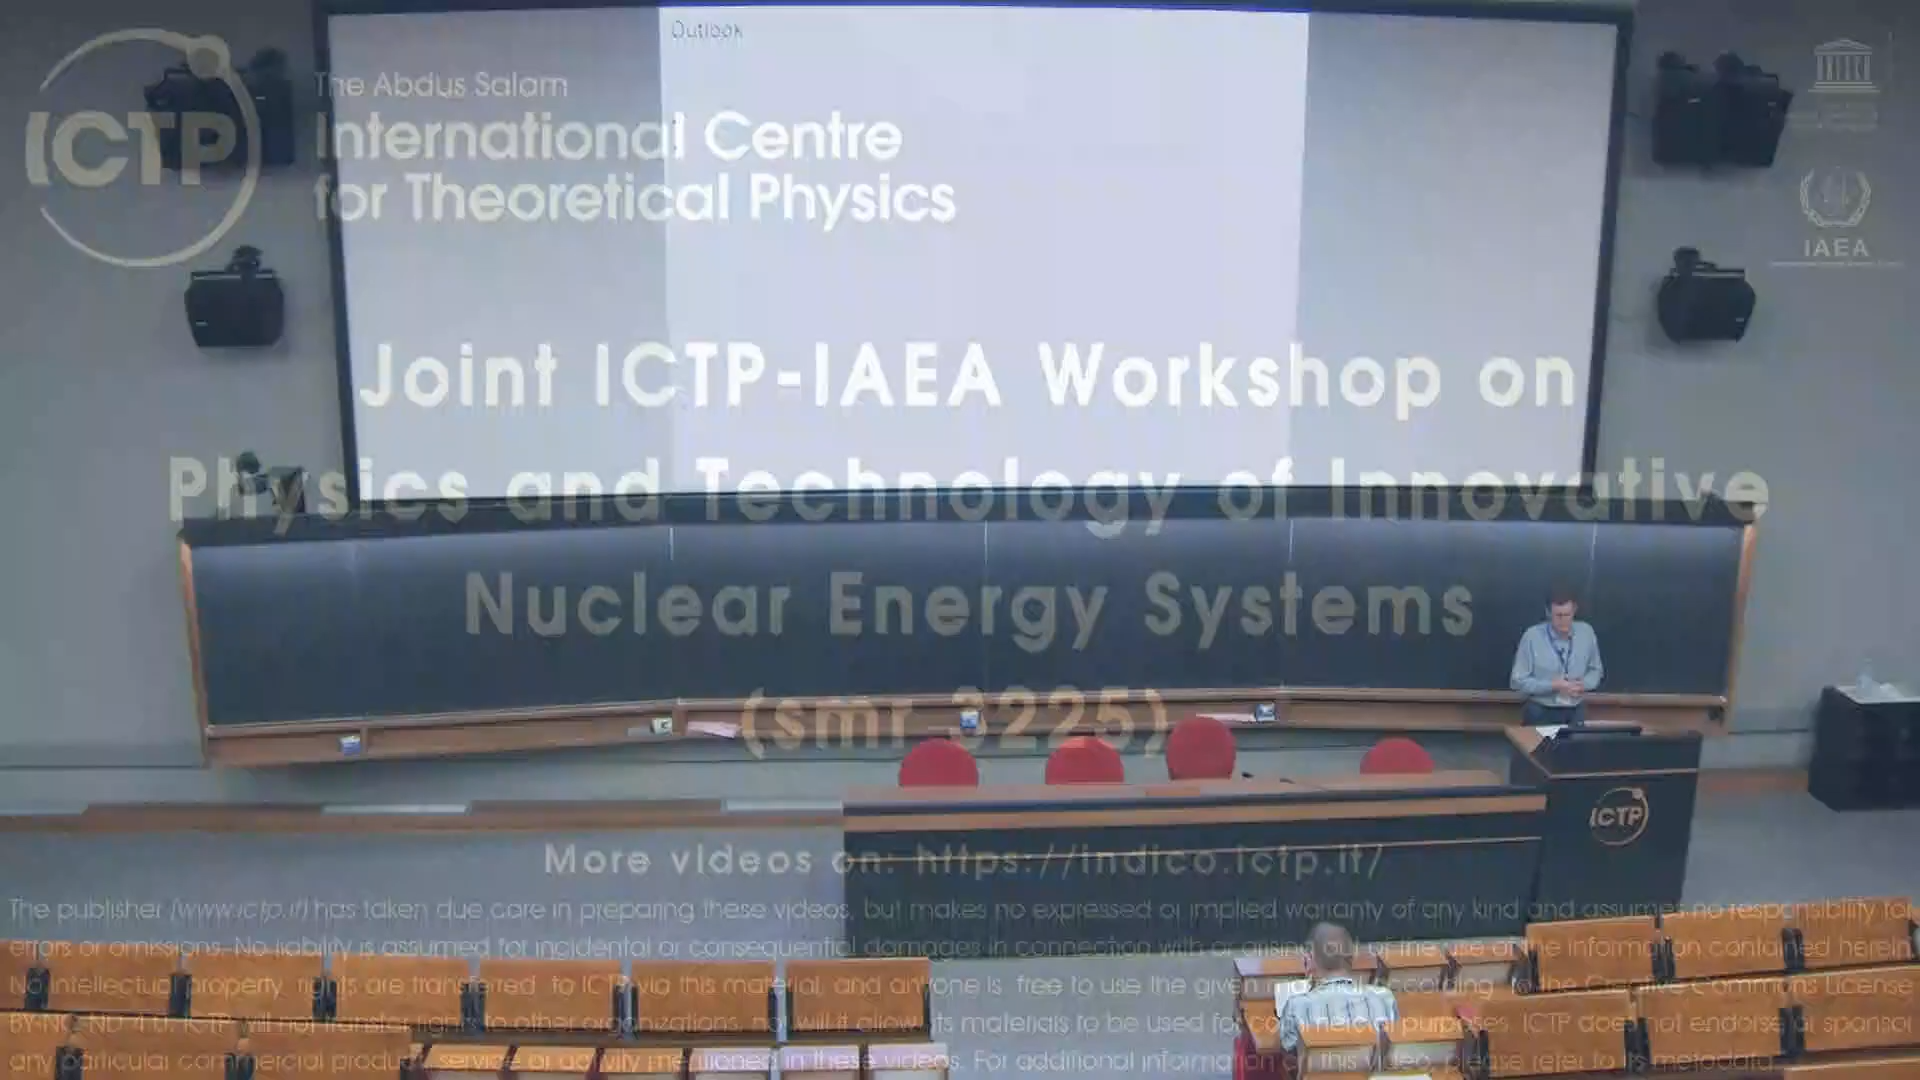 Outlook
ICTP
The Abdus Salam
International Centre
for Theoretical Physics
IAEA
Joint ICTP-IAEA Workshop on
Physics and Technology of Innovative
Nuclear Energy Systems
(smr 3225)
ICTP
More videos on: https://indico.ictp.it/
The publisher (www.ictp.it) has taken due care in preparing these videos, but makes no expressed or implied warranty of any kind and assumes no responsibility for
errors or omissions. No liability is assumed for incidental or consequential damages in connection with or arising out of the use of the information contained herein.
No intellectual property rights are transferred to ICTP via this material, and anyone is free to use the given material according to the Creative Commons License
BY-NC-ND 4.0. ICTP will not transfer rights to other organizations, nor will it allow its materials to be used for commercial purposes. ICTP does not endorse or sponsor
any particular commercial product, service or activity mentioned in these videos. For additional information on this video, please refer to its metadata.